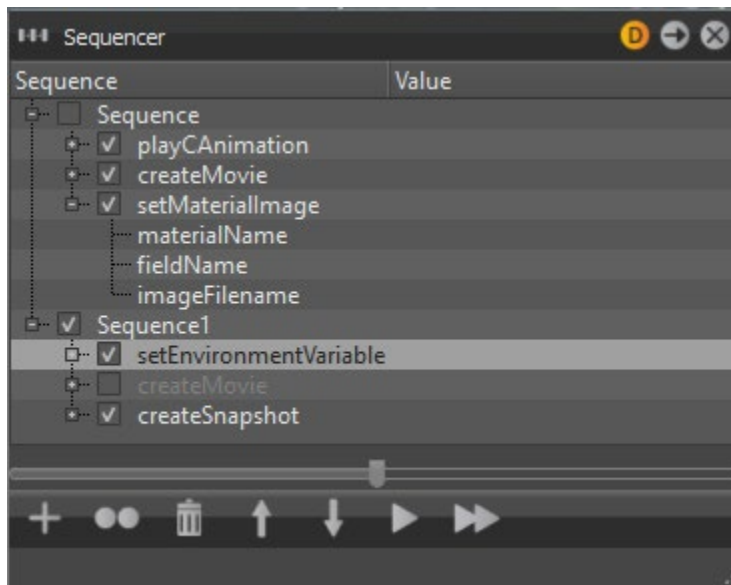 Sequencer
D
Sequence Value
Sequence
playCAnimation
createMovie
setMaterialImage
materialName
fieldName
imageFilename
Sequence1
setEnvironmentVariable
createMovie
createSnapshot